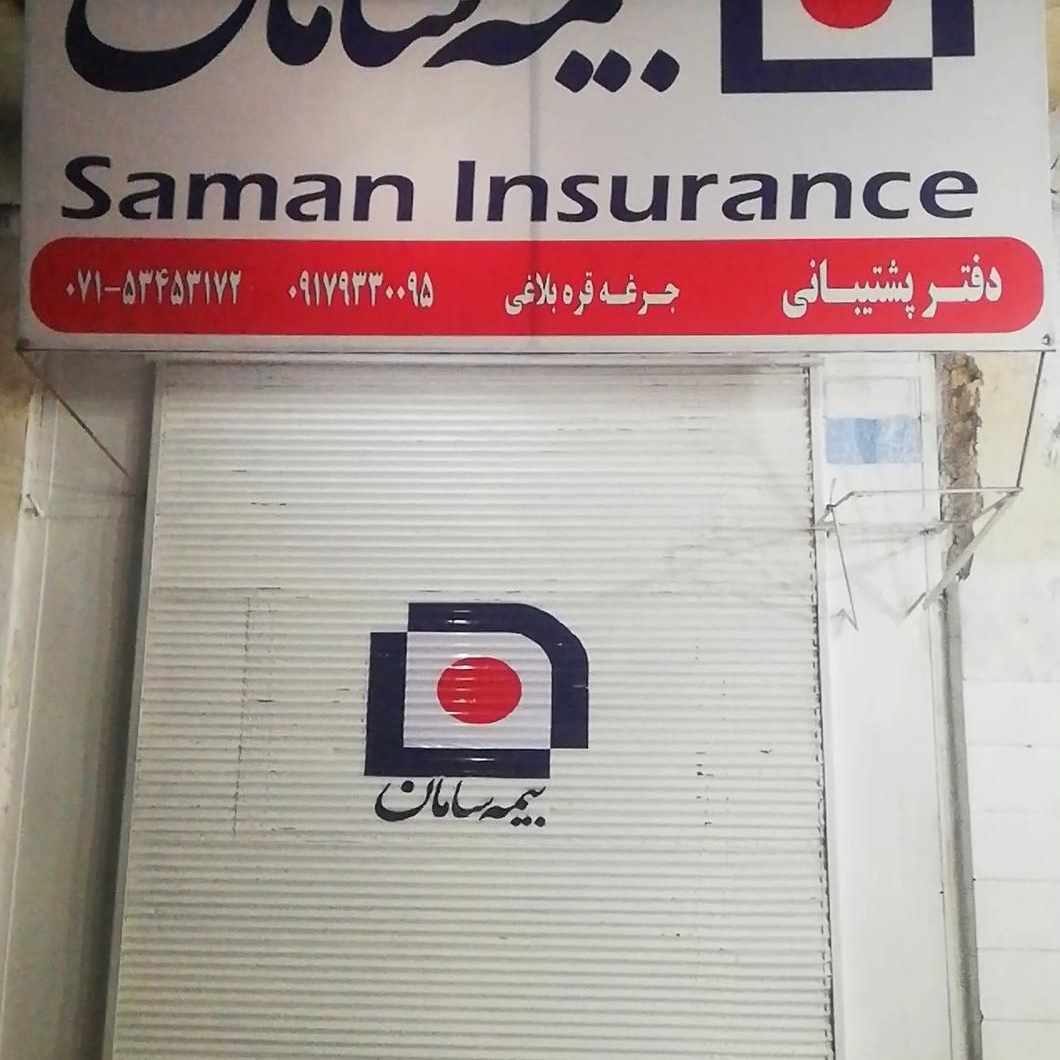 بیمه سامان
Saman Insurance
دفتر پشتیبانی جرغه قره بلاغی ۰۹۱۷۹۳۳۰۰۹۵ ۰۷۱-۵۳۴۵۳۱۷۲
بیمه سامان